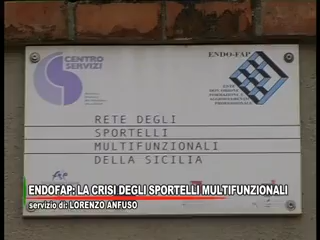 CENTRO
SERVIZI
ENDO-FAP
RETE DEGLI
SPORTELLI
MULTIFUNZIONALI
DELLA SICILIA
ENDOFAP: LA CRISI DEGLI SPORTELLI MULTIFUNZIONALI
servizio di: LORENZO ANFUSO